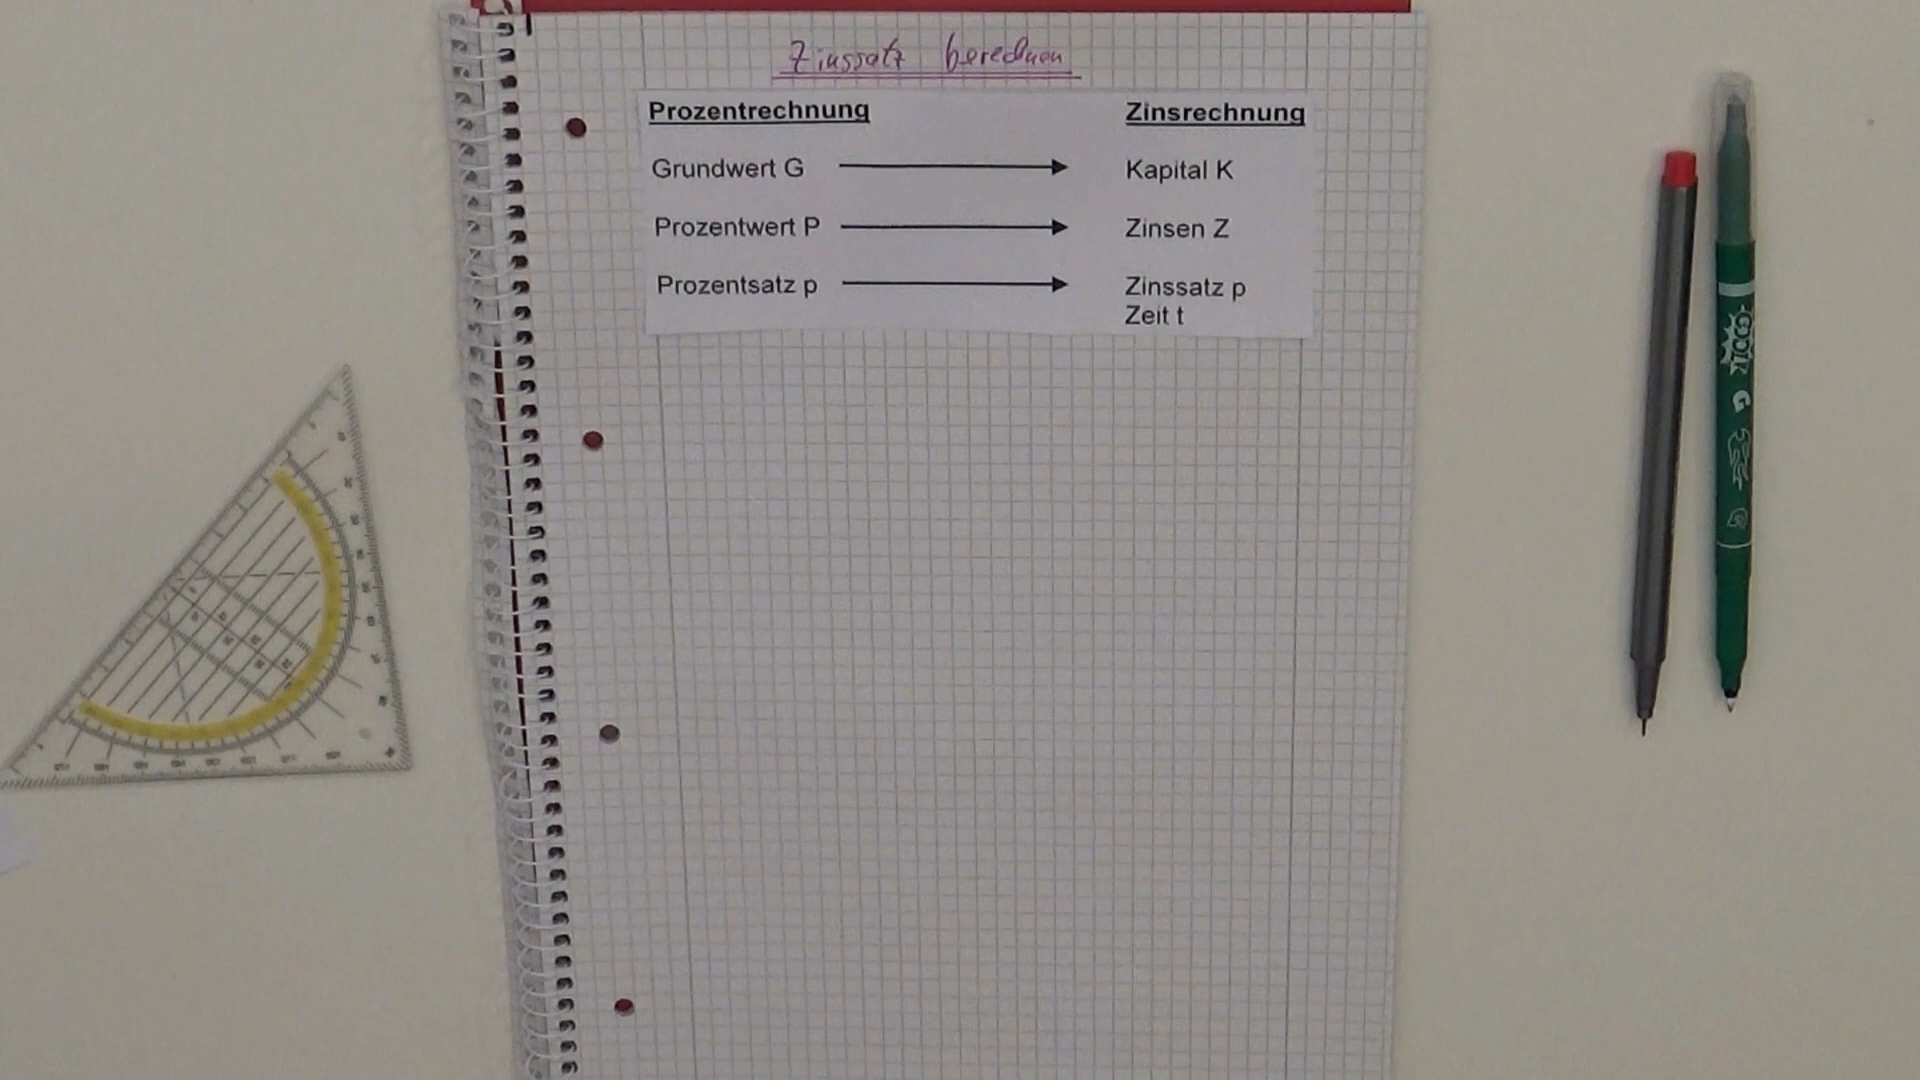 Zinssatz berechnen
Prozentrechnung Zinsrechnung
Grundwert G Kapital K
Prozentwert P Zinsen Z
Prozentsatz p Zinssatz p
Zeit t